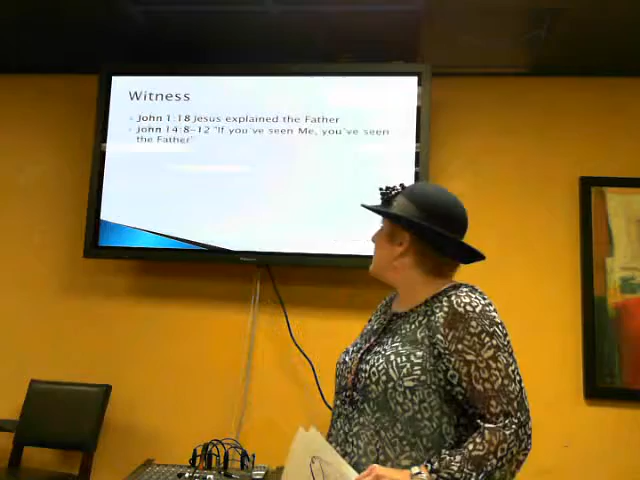 Witness
John 1:18 Jesus explained the Father
John 14:8-12 "If you've seen Me, you've seen
the Father"